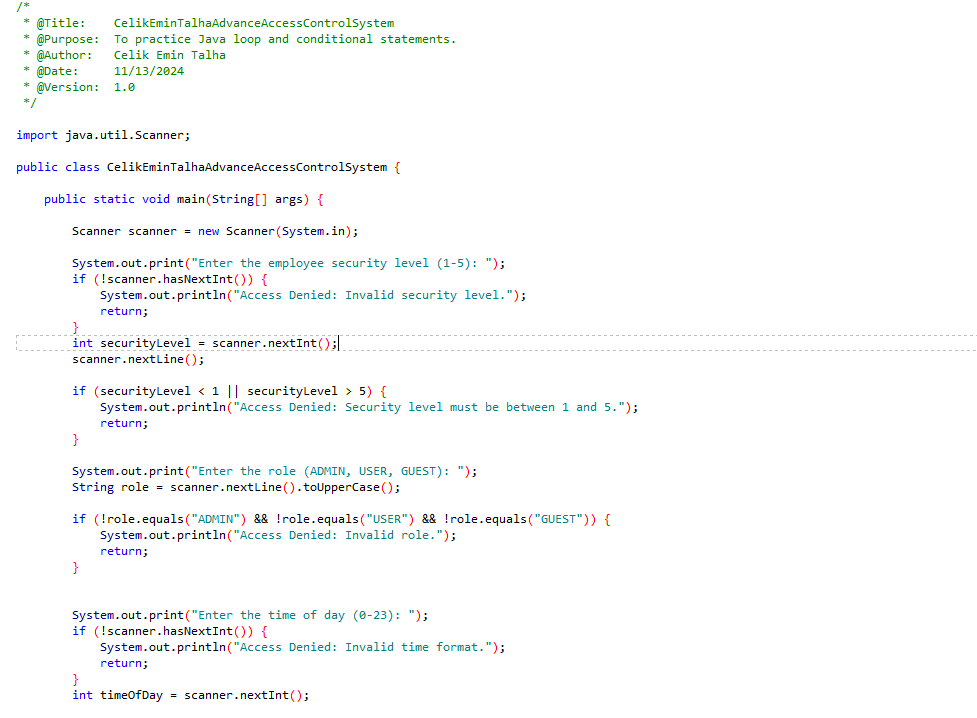 /*
 * @Title:    CelikEminTalhaAdvanceAccessControlSystem
 * @Purpose:  To practice Java loop and conditional statements.
 * @Author:   Celik Emin Talha
 * @Date:     11/13/2024
 * @Version:  1.0
 */

import java.util.Scanner;

public class CelikEminTalhaAdvanceAccessControlSystem {

    public static void main(String[] args) {

        Scanner scanner = new Scanner(System.in);

        System.out.print("Enter the employee security level (1-5): ");
        if (!scanner.hasNextInt()) {
            System.out.println("Access Denied: Invalid security level.");
            return;
        }
        int securityLevel = scanner.nextInt();
        scanner.nextLine();

        if (securityLevel < 1 || securityLevel > 5) {
            System.out.println("Access Denied: Security level must be between 1 and 5.");
            return;
        }

        System.out.print("Enter the role (ADMIN, USER, GUEST): ");
        String role = scanner.nextLine().toUpperCase();

        if (!role.equals("ADMIN") && !role.equals("USER") && !role.equals("GUEST")) {
            System.out.println("Access Denied: Invalid role.");
            return;
        }


        System.out.print("Enter the time of day (0-23): ");
        if (!scanner.hasNextInt()) {
            System.out.println("Access Denied: Invalid time format.");
            return;
        }
        int timeOfDay = scanner.nextInt();